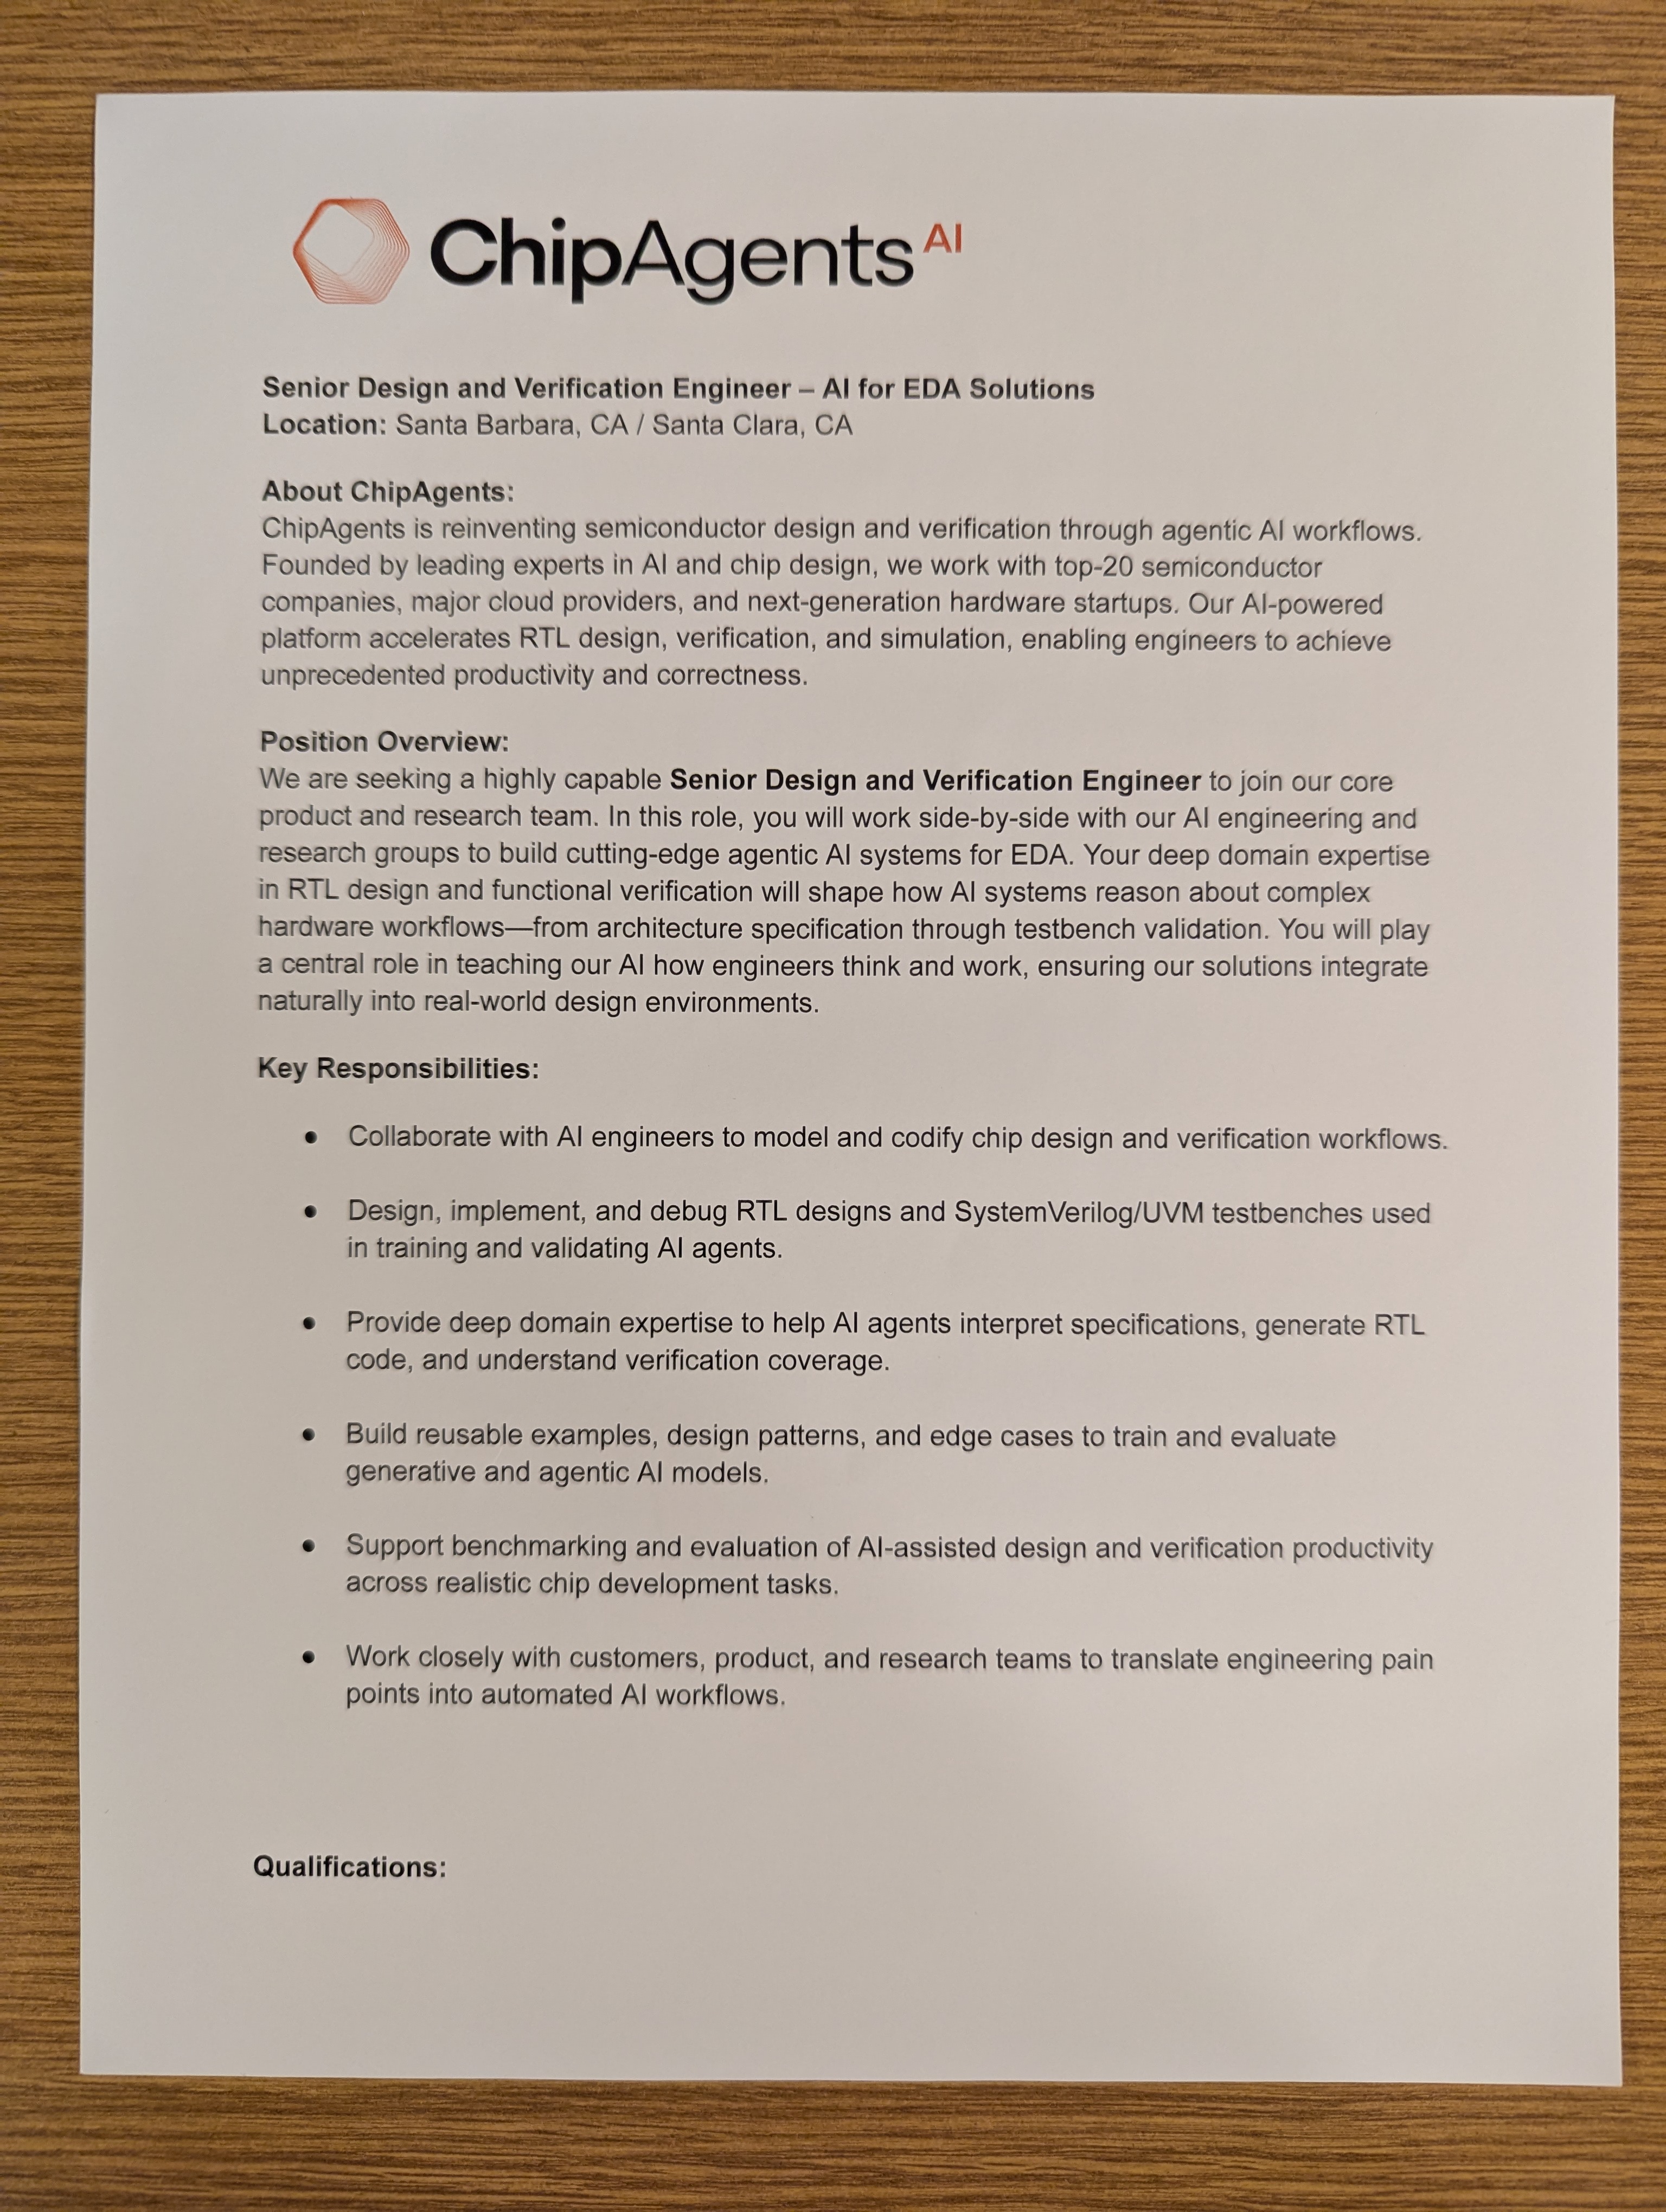 ChipAgents AI
Senior Design and Verification Engineer – AI for EDA Solutions
Location: Santa Barbara, CA / Santa Clara, CA
About ChipAgents:
ChipAgents is reinventing semiconductor design and verification through agentic AI workflows.
Founded by leading experts in AI and chip design, we work with top-20 semiconductor
companies, major cloud providers, and next-generation hardware startups. Our AI-powered
platform accelerates RTL design, verification, and simulation, enabling engineers to achieve
unprecedented productivity and correctness.
Position Overview:
We are seeking a highly capable Senior Design and Verification Engineer to join our core
product and research team. In this role, you will work side-by-side with our AI engineering and
research groups to build cutting-edge agentic AI systems for EDA. Your deep domain expertise
in RTL design and functional verification will shape how AI systems reason about complex
hardware workflows—from architecture specification through testbench validation. You will play
a central role in teaching our AI how engineers think and work, ensuring our solutions integrate
naturally into real-world design environments.
Key Responsibilities:
● Collaborate with AI engineers to model and codify chip design and verification workflows.
● Design, implement, and debug RTL designs and SystemVerilog/UVM testbenches used
in training and validating AI agents.
● Provide deep domain expertise to help AI agents interpret specifications, generate RTL
code, and understand verification coverage.
● Build reusable examples, design patterns, and edge cases to train and evaluate
generative and agentic AI models.
● Support benchmarking and evaluation of AI-assisted design and verification productivity
across realistic chip development tasks.
● Work closely with customers, product, and research teams to translate engineering pain
points into automated AI workflows.
Qualifications: